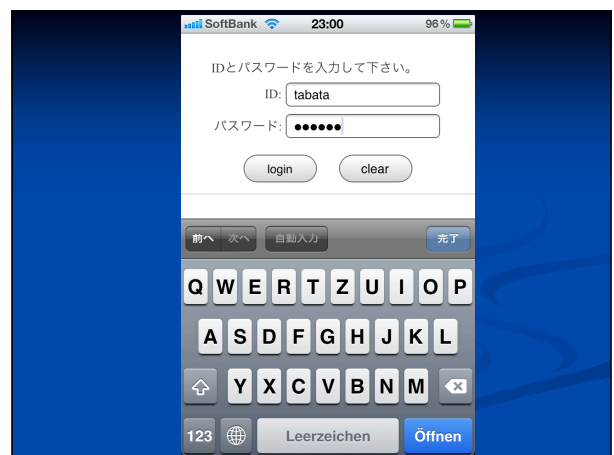 SoftBank 23:00 96%
IDとパスワードを入力して下さい。
ID: tabata
パスワード: ●●●●●●
login clear
前へ 次へ 自動入力 完了
Q W E R T Z U I O P
A S D F G H J K L
Y X C V B N M
123 Leerzeichen Öffnen